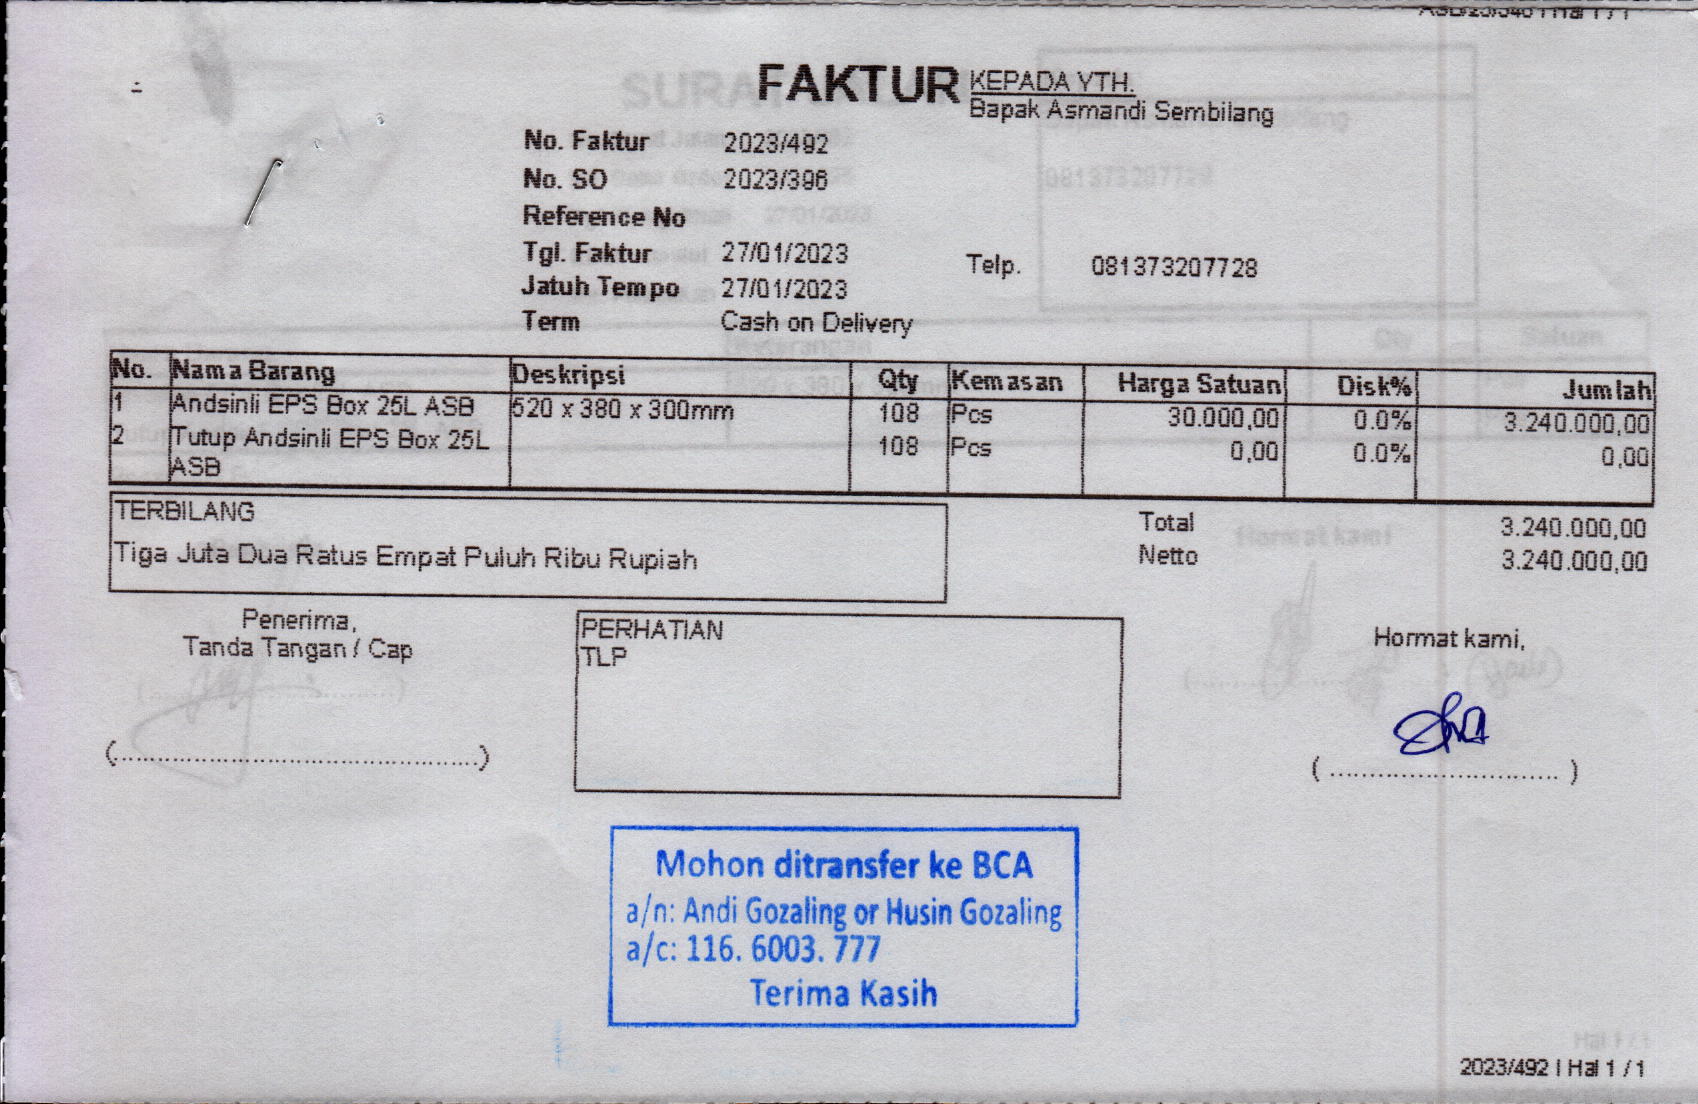 FAKTUR
KEPADA YTH.
Bapak Asmandi Sembilang
No. Faktur 2023/492
No. SO 2023/396
Reference No
Tgl. Faktur 27/01/2023
Telp. 081373207728
Jatuh Tempo 27/01/2023
Term Cash on Delivery
No. Nama Barang Deskripsi Qty Kemasan Harga Satuan Disk% Jumlah
1 Andsinli EPS Box 25L ASB 520 x 380 x 300mm 108 Pcs 30.000,00 0.0% 3.240.000,00
2 Tutup Andsinli EPS Box 25L 108 Pcs 0,00 0.0% 0,00
ASB
TERBILANG
Tiga Juta Dua Ratus Empat Puluh Ribu Rupiah
Total 3.240.000,00
Netto 3.240.000,00
Penerima,
Tanda Tangan / Cap
(..............................................)
PERHATIAN
TLP
Hormat kami,
( ............................. )
Mohon ditransfer ke BCA
a/n: Andi Gozaling or Husin Gozaling
a/c: 116. 6003. 777
Terima Kasih
2023/492 | Hal 1 / 1